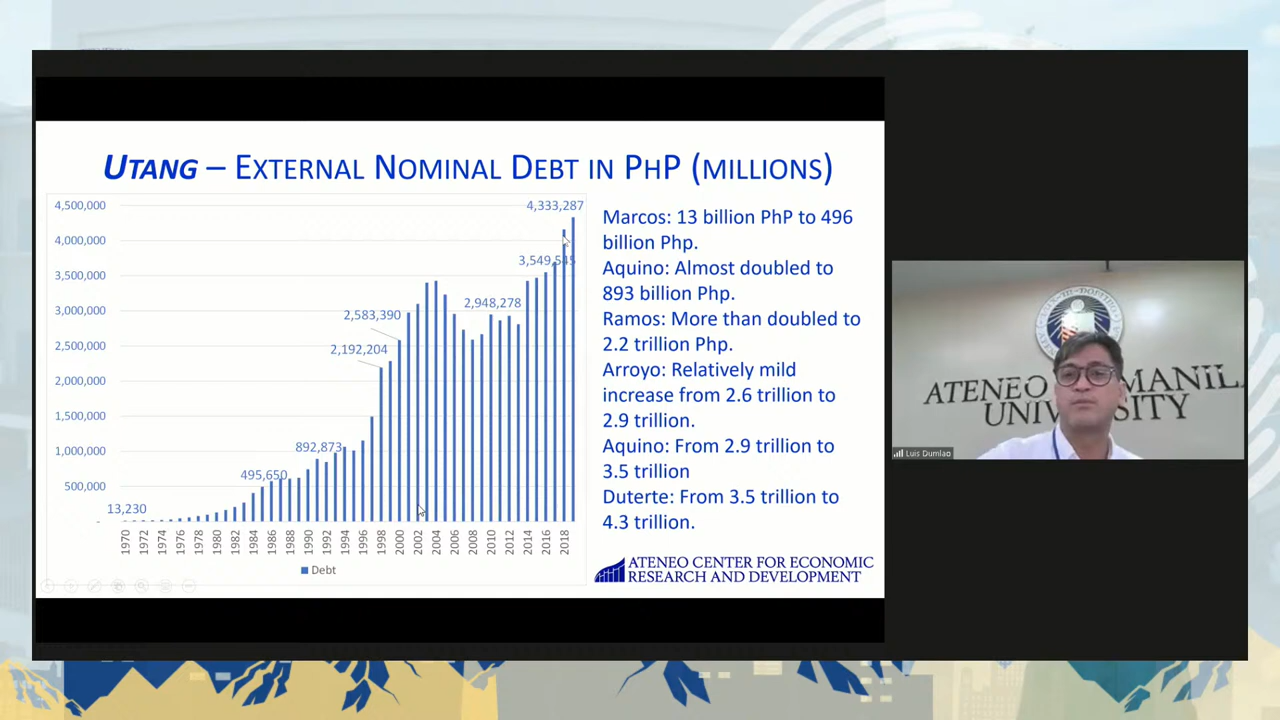 UTANG – EXTERNAL NOMINAL DEBT IN PHP (MILLIONS)
4,500,000
4,000,000
3,500,000
3,000,000
2,500,000
2,000,000
1,500,000
1,000,000
500,000
-
13,230
495,650
892,873
2,192,204
2,583,390
2,948,278
3,549,545
4,333,287
1970
1972
1974
1976
1978
1980
1982
1984
1986
1988
1990
1992
1994
1996
1998
2000
2002
2004
2006
2008
2010
2012
2014
2016
2018
Debt
Marcos: 13 billion PhP to 496
billion Php.
Aquino: Almost doubled to
893 billion Php.
Ramos: More than doubled to
2.2 trillion Php.
Arroyo: Relatively mild
increase from 2.6 trillion to
2.9 trillion.
Aquino: From 2.9 trillion to
3.5 trillion
Duterte: From 3.5 trillion to
4.3 trillion.
ATENEO CENTER FOR ECONOMIC
RESEARCH AND DEVELOPMENT
ATENEO MANILA
UNIVERSITY
Luis Dumlao